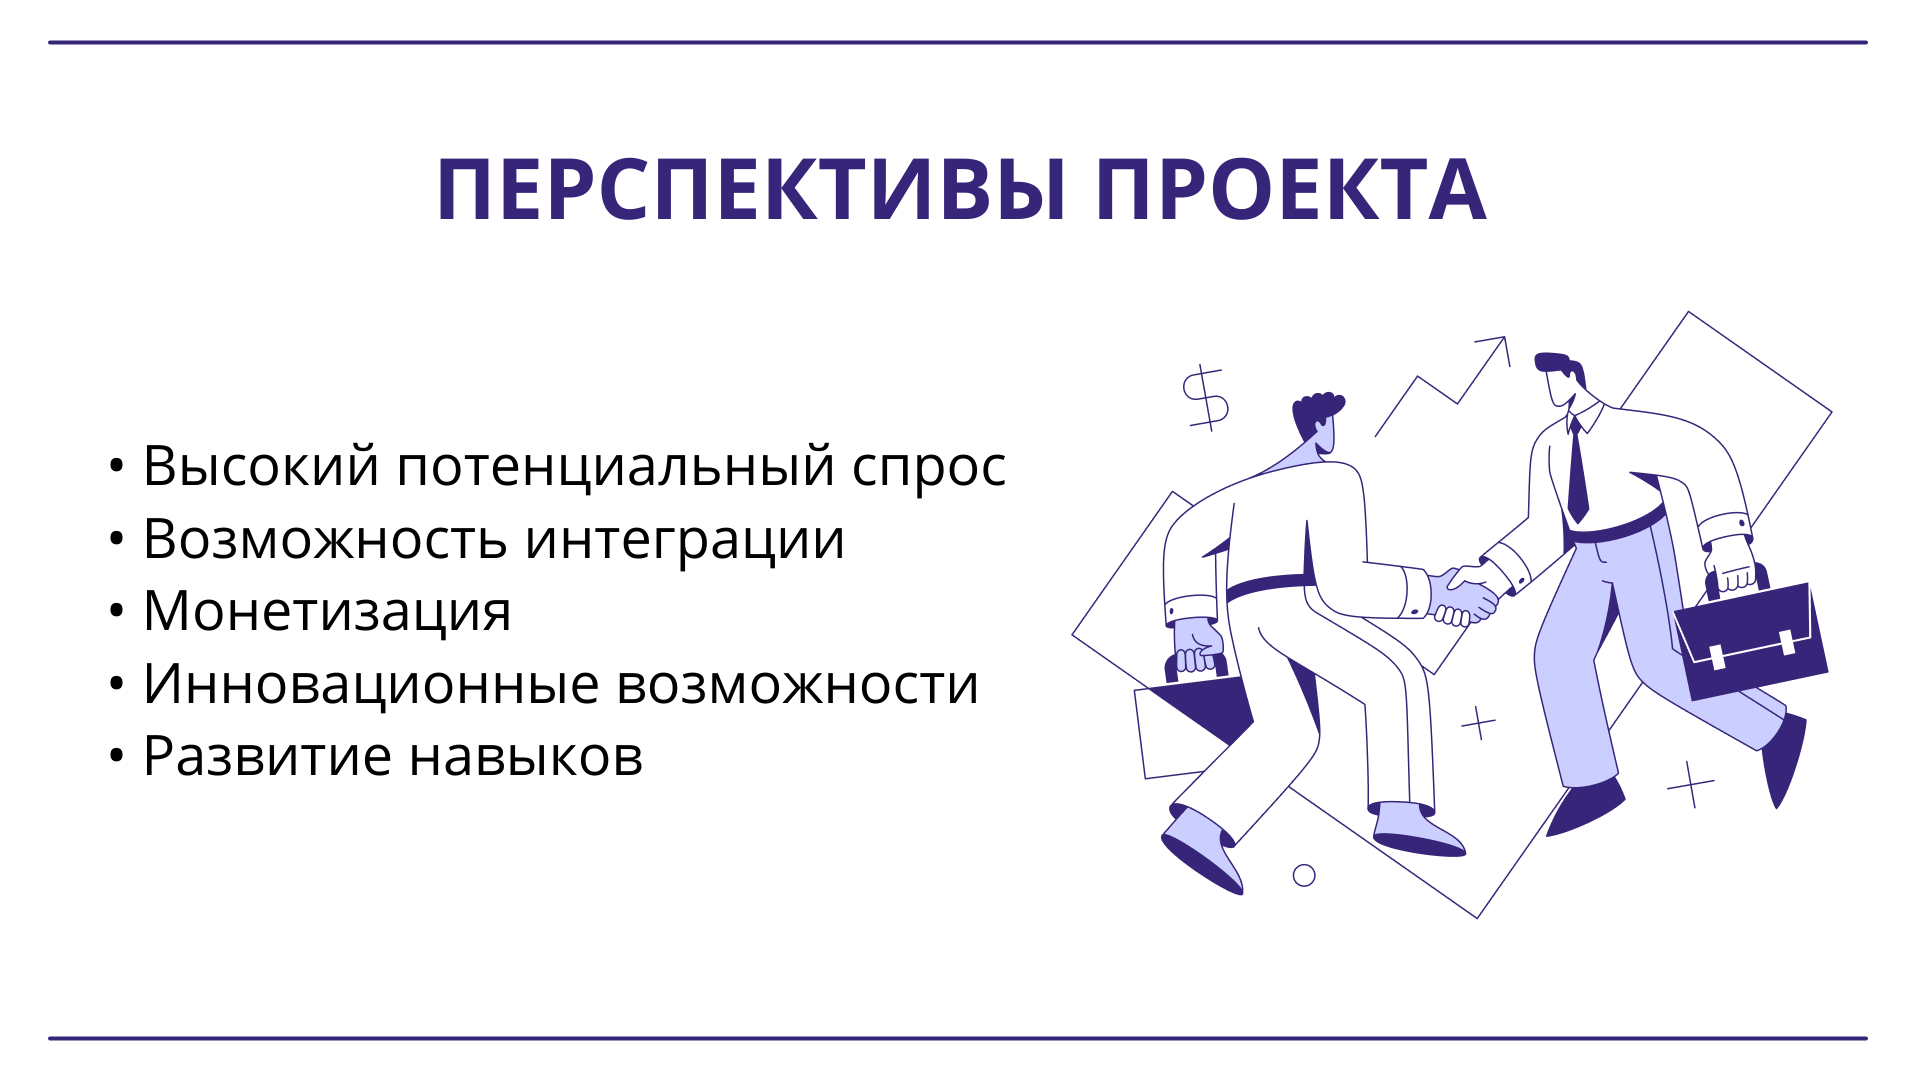 ПЕРСПЕКТИВЫ ПРОЕКТА
• Высокий потенциальный спрос
• Возможность интеграции
• Монетизация
• Инновационные возможности
• Развитие навыков
$